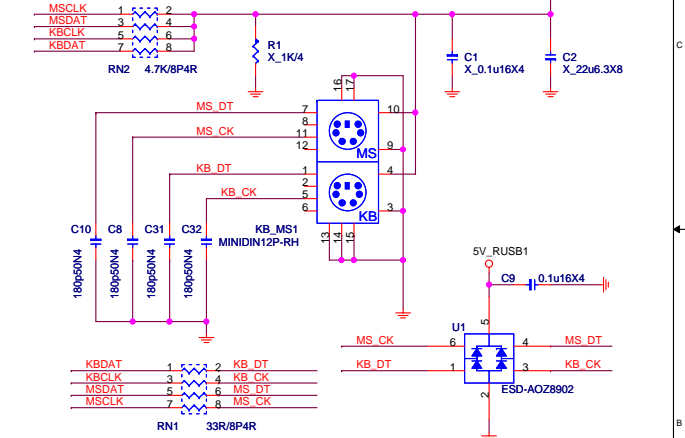 MSCLK 1 2
MSDAT 3 4
KBCLK 5 6
KBDAT 7 8
RN2 4.7K/8P4R
R1
X_1K/4
C1
X_0.1u16X4
C2
X_22u6.3X8
C
16
17
MS_DT 7 10
8
MS_CK 11
12 9
MS
KB_DT 1 4
2
KB_CK 5
6 3
KB
KB_MS1
MINIDIN12P-RH
13
14
15
C10
180p50N4
C8
180p50N4
C31
180p50N4
C32
180p50N4
5V_RUSB1
C9 0.1u16X4
U1
5
MS_CK 6 4 MS_DT
KB_DT 1 3 KB_CK
2
ESD-AOZ8902
KBDAT 1 2 KB_DT
KBCLK 3 4 KB_CK
MSDAT 5 6 MS_DT
MSCLK 7 8 MS_CK
RN1 33R/8P4R
B